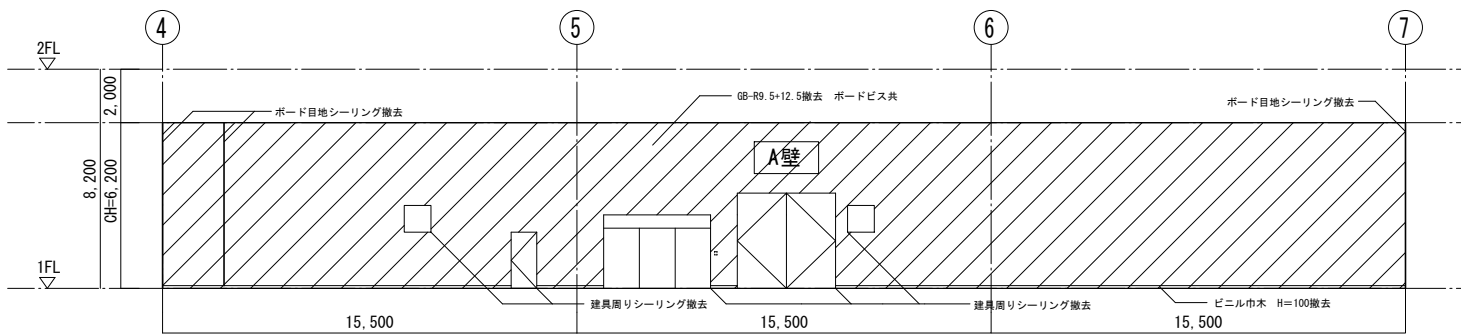 4
5
6
7
2FL
2,000
ボード目地シーリング撤去
GB-R9.5+12.5撤去 ボードビス共
ボード目地シーリング撤去
A壁
8,200
CH=6,200
1FL
建具周りシーリング撤去
建具周りシーリング撤去
ビニル巾木 H=100撤去
15,500
15,500
15,500